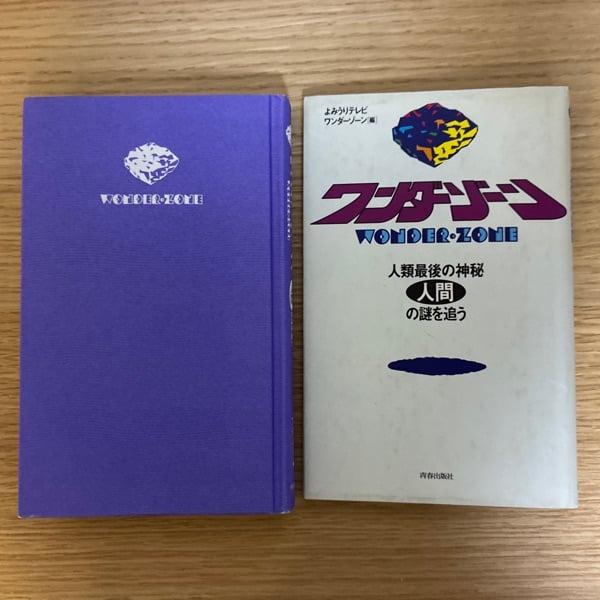 WONDER・ZONE
よみうりテレビ
ワンダーゾーン[編]
ワンダーゾーン
WONDER・ZONE
人類最後の神秘
人間
の謎を追う
青春出版社